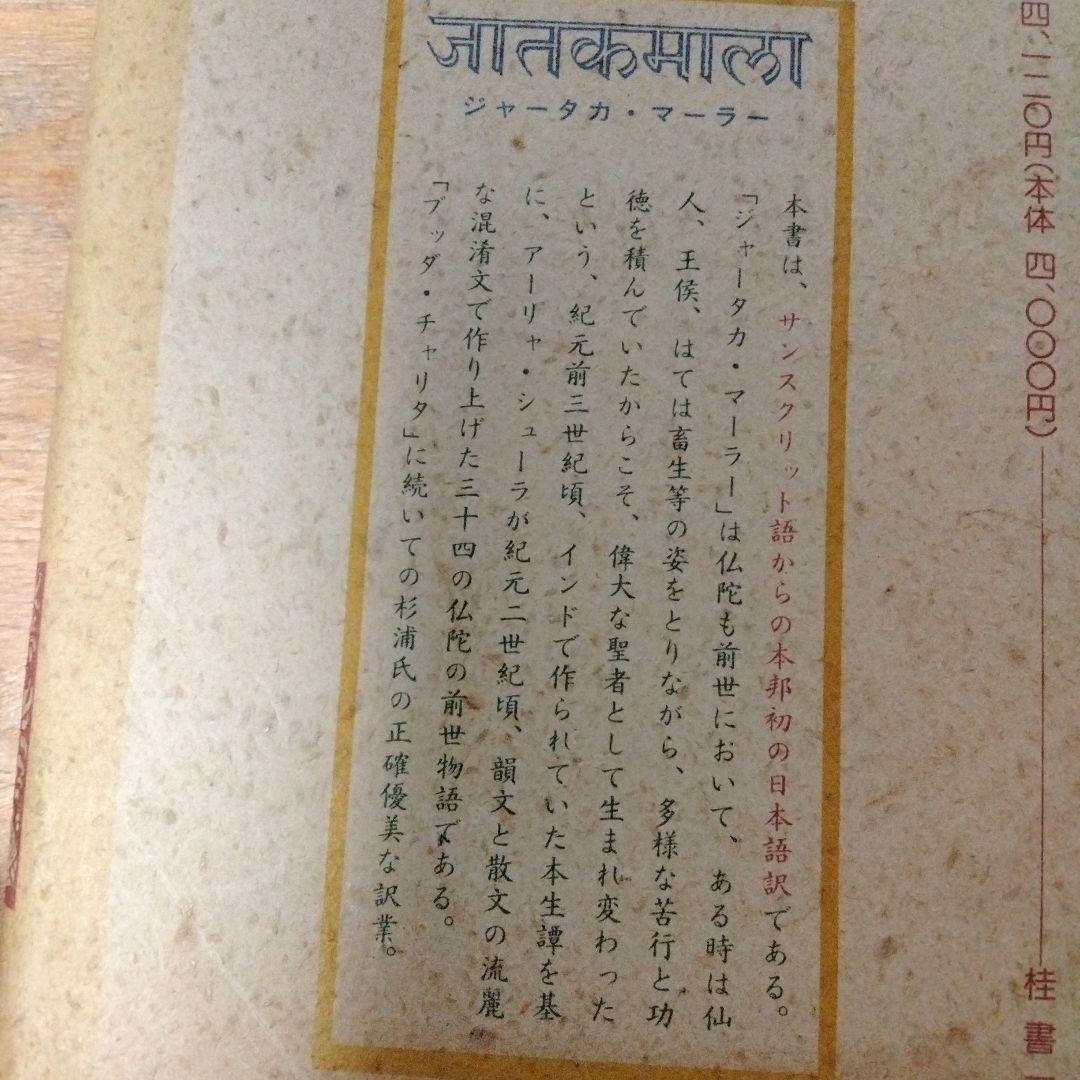 जातकमाला
ジャータカ・マーラー
本書は、サンスクリット語からの本邦初の日本語訳である。
「ジャータカ・マーラー」は仏陀も前世において、ある時は仙
人、王侯、はては畜生等の姿をとりながら、多様な苦行と功
徳を積んでいたからこそ、偉大な聖者として生まれ変わった
という、紀元前三世紀頃、インドで作られていた本生譚を基
に、アーリャ・シューラが紀元二世紀頃、韻文と散文の流麗
な混淆文で作り上げた三十四の仏陀の前世物語である。
「ブッダ・チャリタ」に続いての杉浦氏の正確優美な訳業。
四、一二〇円（本体 四、〇〇〇円）――桂 書